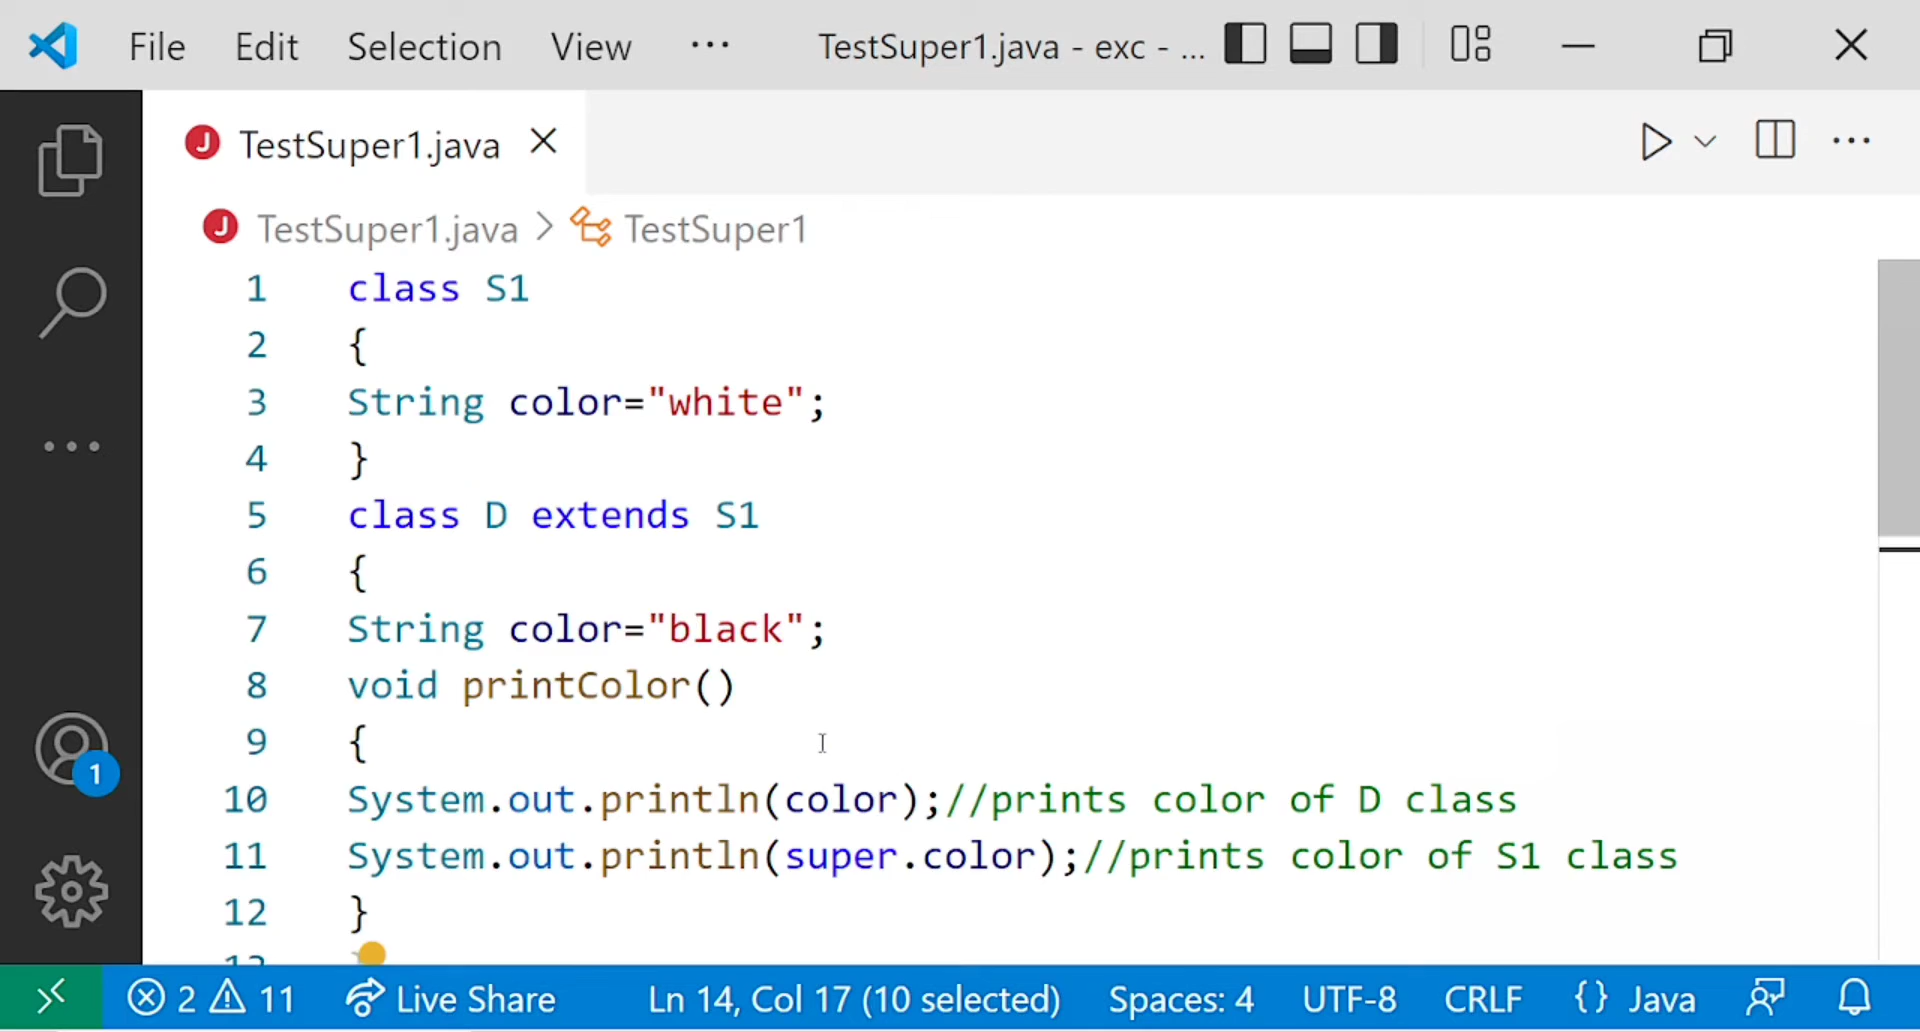 File Edit Selection View ··· TestSuper1.java - exc - ...
J TestSuper1.java
J TestSuper1.java > TestSuper1
1 class S1
2 {
3 String color="white";
4 }
5 class D extends S1
6 {
7 String color="black";
8 void printColor()
9 {
10 System.out.println(color);//prints color of D class
11 System.out.println(super.color);//prints color of S1 class
12 }
1
2 11 Live Share Ln 14, Col 17 (10 selected) Spaces: 4 UTF-8 CRLF {} Java